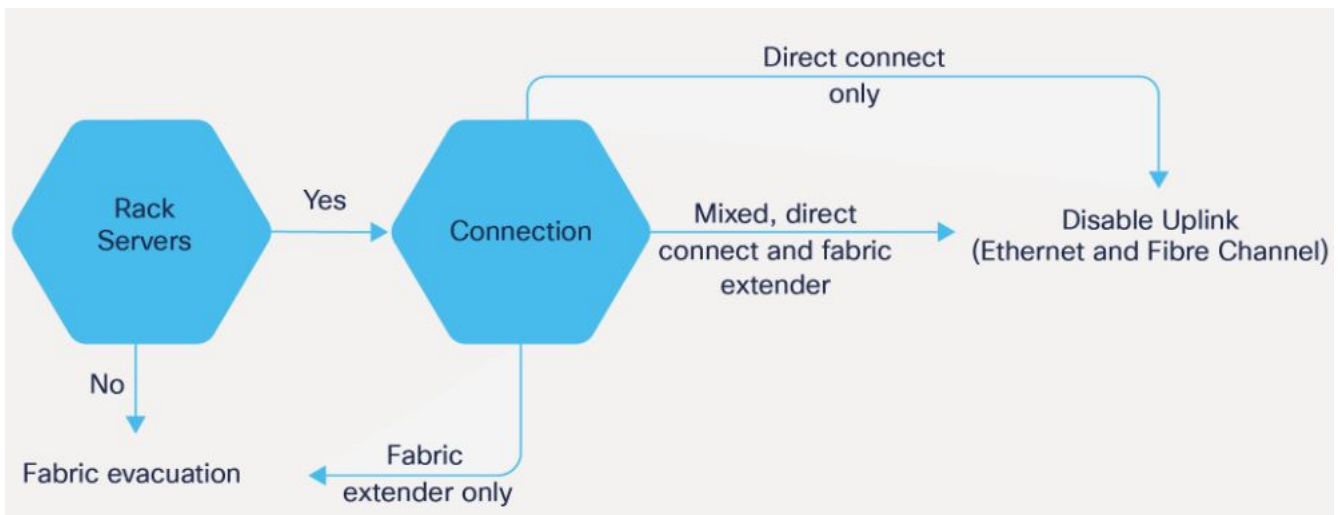 Direct connect
only
Rack
Servers
Yes
Connection
Mixed, direct
connect and fabric
extender
Disable Uplink
(Ethernet and Fibre Channel)
No
Fabric evacuation
Fabric
extender only